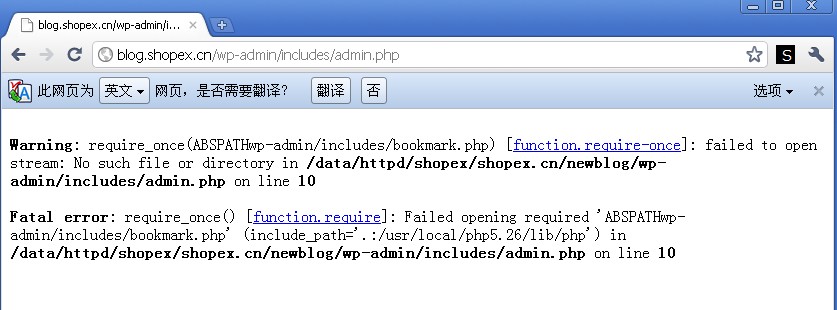 blog.shopex.cn/wp-admin/i...
blog.shopex.cn/wp-admin/includes/admin.php
S
此网页为 英文 网页，是否需要翻译？ 翻译 否 选项
Warning: require_once(ABSPATHwp-admin/includes/bookmark.php) [function.require-once]: failed to open
stream: No such file or directory in /data/httpd/shopex/shopex.cn/newblog/wp-
admin/includes/admin.php on line 10
Fatal error: require_once() [function.require]: Failed opening required 'ABSPATHwp-
admin/includes/bookmark.php' (include_path='.:/usr/local/php5.26/lib/php') in
/data/httpd/shopex/shopex.cn/newblog/wp-admin/includes/admin.php on line 10